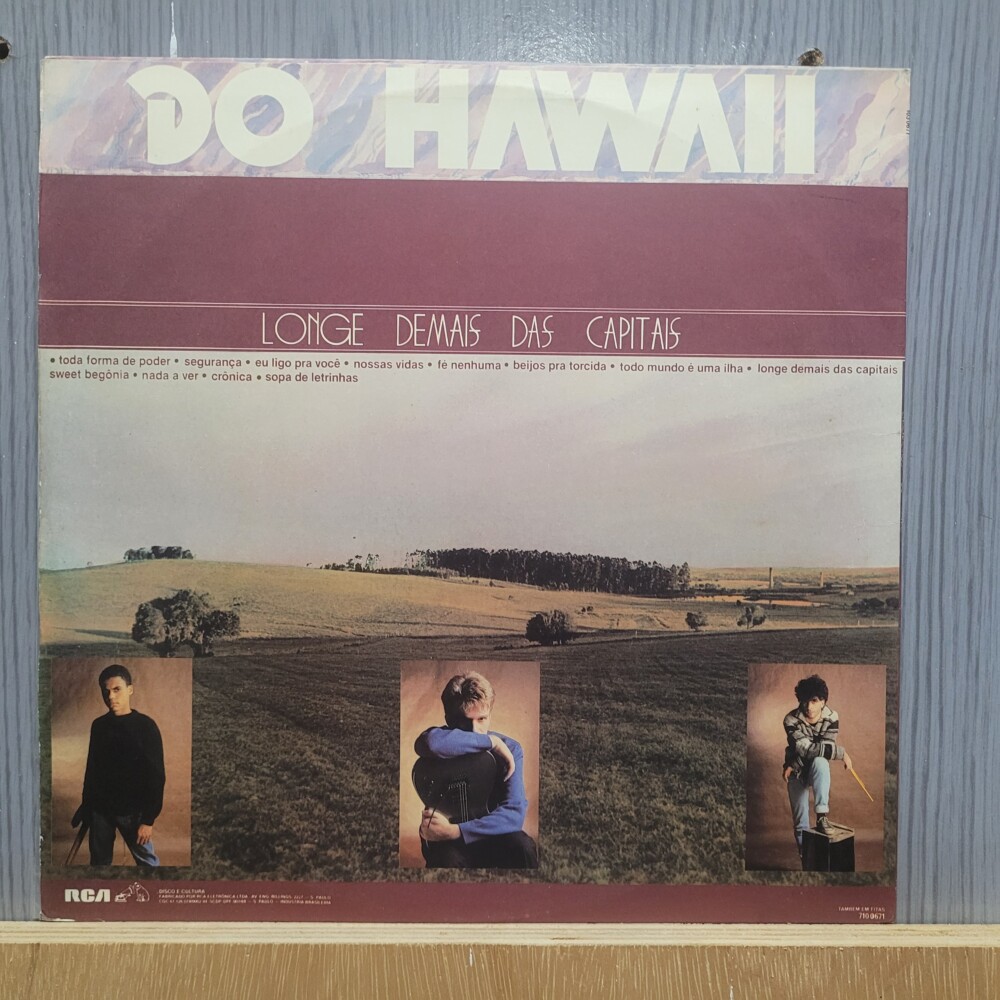 DO HAWAII
LONGE DEMAIS DAS CAPITAIS
• toda forma de poder • segurança • eu ligo pra você • nossas vidas • fé nenhuma • beijos pra torcida • todo mundo é uma ilha • longe demais das capitais
sweet begônia • nada a ver • crônica • sopa de letrinhas
RCA
DISCO É CULTURA
TAMBÉM EM FITAS
710 0671